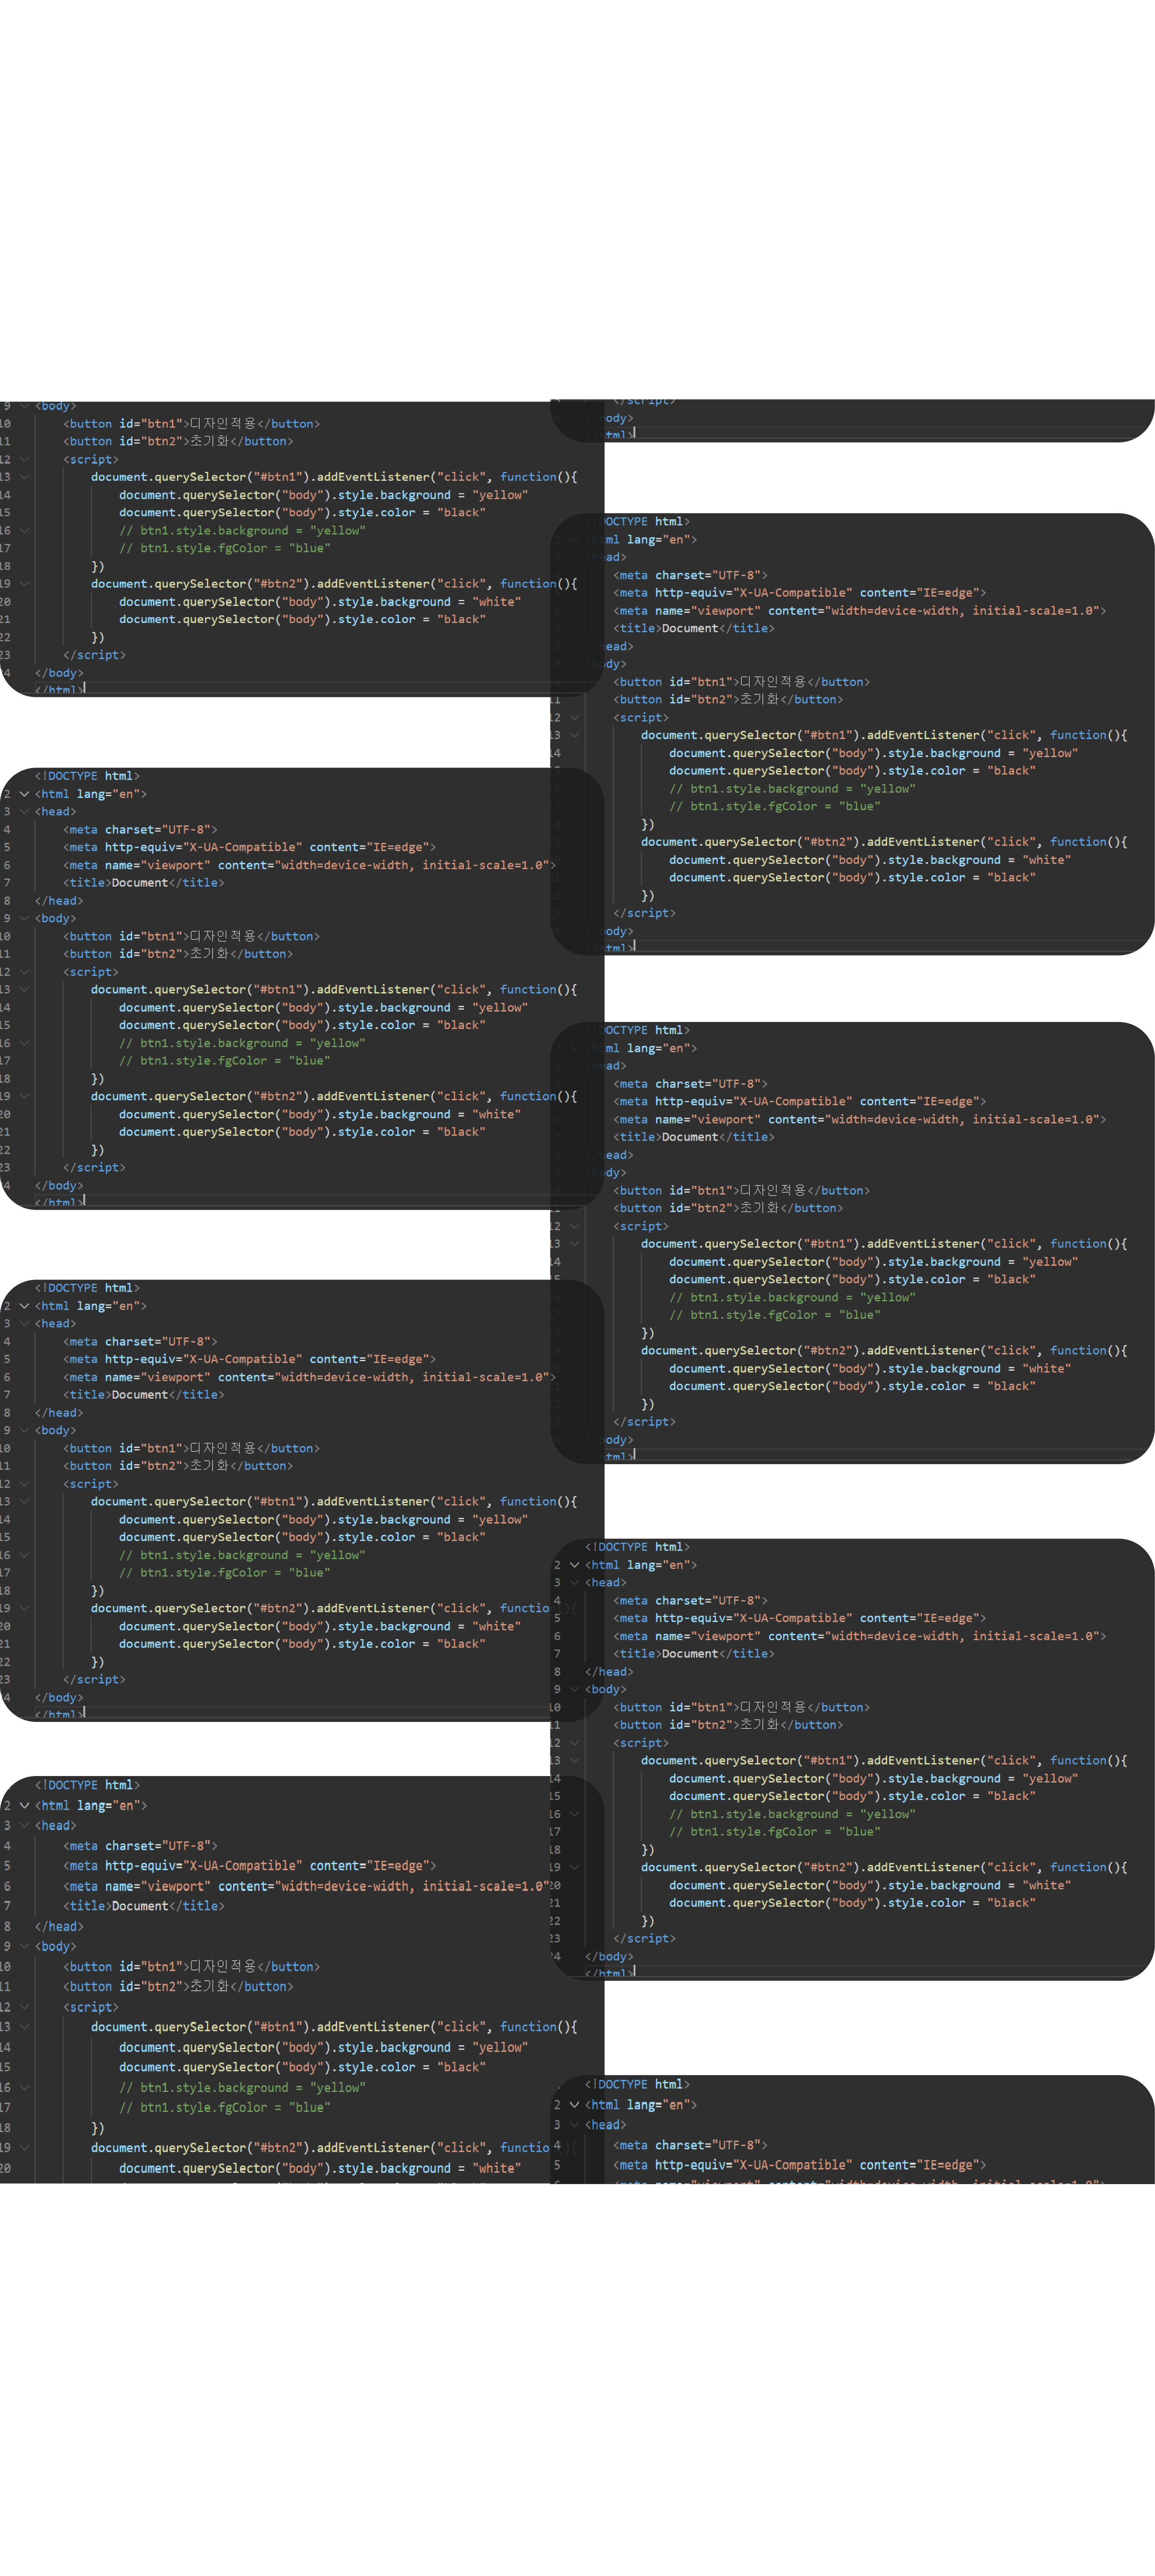 9 <body>
10 <button id="btn1">디자인적용</button>
11 <button id="btn2">초기화</button>
12 <script>
13 document.querySelector("#btn1").addEventListener("click", function(){
14 document.querySelector("body").style.background = "yellow"
15 document.querySelector("body").style.color = "black"
16 // btn1.style.background = "yellow"
17 // btn1.style.fgColor = "blue"
18 })
19 document.querySelector("#btn2").addEventListener("click", function(){
20 document.querySelector("body").style.background = "white"
21 document.querySelector("body").style.color = "black"
22 })
23 </script>
4 </body>
</html>
<!DOCTYPE html>
2 <html lang="en">
3 <head>
4 <meta charset="UTF-8">
5 <meta http-equiv="X-UA-Compatible" content="IE=edge">
6 <meta name="viewport" content="width=device-width, initial-scale=1.0">
7 <title>Document</title>
8 </head>
9 <body>
10 <button id="btn1">디자인적용</button>
11 <button id="btn2">초기화</button>
12 <script>
13 document.querySelector("#btn1").addEventListener("click", function(){
14 document.querySelector("body").style.background = "yellow"
15 document.querySelector("body").style.color = "black"
16 // btn1.style.background = "yellow"
17 // btn1.style.fgColor = "blue"
18 })
19 document.querySelector("#btn2").addEventListener("click", function(){
20 document.querySelector("body").style.background = "white"
21 document.querySelector("body").style.color = "black"
22 })
23 </script>
4 </body>
</html>
<!DOCTYPE html>
2 <html lang="en">
3 <head>
4 <meta charset="UTF-8">
5 <meta http-equiv="X-UA-Compatible" content="IE=edge">
6 <meta name="viewport" content="width=device-width, initial-scale=1.0">
7 <title>Document</title>
8 </head>
9 <body>
10 <button id="btn1">디자인적용</button>
11 <button id="btn2">초기화</button>
12 <script>
13 document.querySelector("#btn1").addEventListener("click", function(){
14 document.querySelector("body").style.background = "yellow"
15 document.querySelector("body").style.color = "black"
16 // btn1.style.background = "yellow"
17 // btn1.style.fgColor = "blue"
18 })
19 document.querySelector("#btn2").addEventListener("click", functio
20 document.querySelector("body").style.background = "white"
21 document.querySelector("body").style.color = "black"
22 })
23 </script>
4 </body>
</html>
<!DOCTYPE html>
2 <html lang="en">
3 <head>
4 <meta charset="UTF-8">
5 <meta http-equiv="X-UA-Compatible" content="IE=edge">
6 <meta name="viewport" content="width=device-width, initial-scale=1.0"
7 <title>Document</title>
8 </head>
9 <body>
10 <button id="btn1">디자인적용</button>
11 <button id="btn2">초기화</button>
12 <script>
13 document.querySelector("#btn1").addEventListener("click", function(){
14 document.querySelector("body").style.background = "yellow"
15 document.querySelector("body").style.color = "black"
16 // btn1.style.background = "yellow"
17 // btn1.style.fgColor = "blue"
18 })
19 document.querySelector("#btn2").addEventListener("click", functio
20 document.querySelector("body").style.background = "white"
</script>
</body>
</html>
<!DOCTYPE html>
<html lang="en">
<head>
<meta charset="UTF-8">
<meta http-equiv="X-UA-Compatible" content="IE=edge">
<meta name="viewport" content="width=device-width, initial-scale=1.0">
<title>Document</title>
</head>
<body>
<button id="btn1">디자인적용</button>
11 <button id="btn2">초기화</button>
12 <script>
13 document.querySelector("#btn1").addEventListener("click", function(){
14 document.querySelector("body").style.background = "yellow"
document.querySelector("body").style.color = "black"
// btn1.style.background = "yellow"
// btn1.style.fgColor = "blue"
})
document.querySelector("#btn2").addEventListener("click", function(){
document.querySelector("body").style.background = "white"
document.querySelector("body").style.color = "black"
})
</script>
</body>
</html>
<!DOCTYPE html>
<html lang="en">
<head>
<meta charset="UTF-8">
<meta http-equiv="X-UA-Compatible" content="IE=edge">
<meta name="viewport" content="width=device-width, initial-scale=1.0">
<title>Document</title>
</head>
<body>
<button id="btn1">디자인적용</button>
<button id="btn2">초기화</button>
12 <script>
13 document.querySelector("#btn1").addEventListener("click", function(){
14 document.querySelector("body").style.background = "yellow"
document.querySelector("body").style.color = "black"
// btn1.style.background = "yellow"
// btn1.style.fgColor = "blue"
})
document.querySelector("#btn2").addEventListener("click", function(){
document.querySelector("body").style.background = "white"
document.querySelector("body").style.color = "black"
})
</script>
</body>
</html>
<!DOCTYPE html>
2 <html lang="en">
3 <head>
4 <meta charset="UTF-8">
5 <meta http-equiv="X-UA-Compatible" content="IE=edge">
6 <meta name="viewport" content="width=device-width, initial-scale=1.0">
7 <title>Document</title>
8 </head>
9 <body>
10 <button id="btn1">디자인적용</button>
11 <button id="btn2">초기화</button>
12 <script>
13 document.querySelector("#btn1").addEventListener("click", function(){
14 document.querySelector("body").style.background = "yellow"
15 document.querySelector("body").style.color = "black"
16 // btn1.style.background = "yellow"
17 // btn1.style.fgColor = "blue"
18 })
19 document.querySelector("#btn2").addEventListener("click", function(){
20 document.querySelector("body").style.background = "white"
21 document.querySelector("body").style.color = "black"
22 })
23 </script>
4 </body>
</html>
<!DOCTYPE html>
2 <html lang="en">
3 <head>
4 <meta charset="UTF-8">
5 <meta http-equiv="X-UA-Compatible" content="IE=edge">